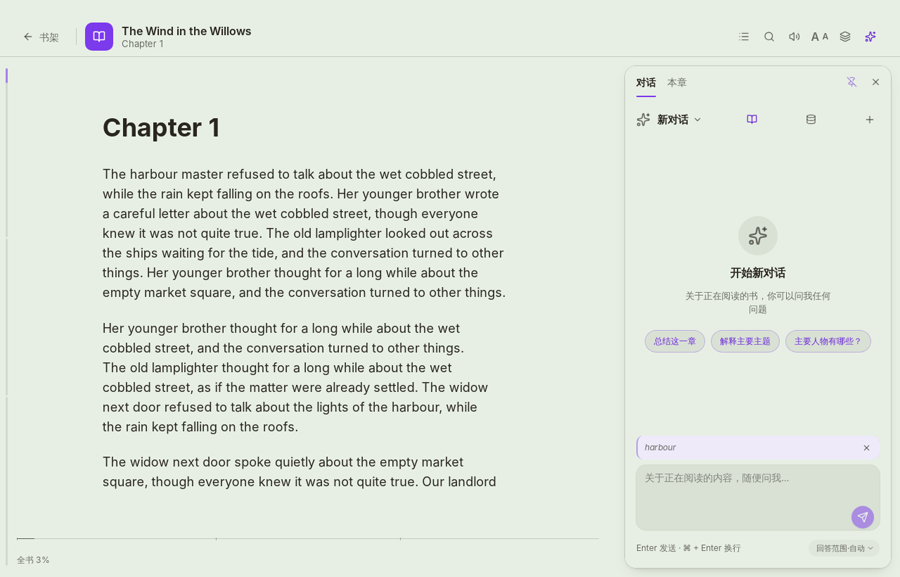 书架
The Wind in the Willows
Chapter 1
AA
Chapter 1
The harbour master refused to talk about the wet cobbled street,
while the rain kept falling on the roofs. Her younger brother wrote
a careful letter about the wet cobbled street, though everyone
knew it was not quite true. The old lamplighter looked out across
the ships waiting for the tide, and the conversation turned to other
things. Her younger brother thought for a long while about the
empty market square, and the conversation turned to other things.
Her younger brother thought for a long while about the wet
cobbled street, and the conversation turned to other things.
The old lamplighter thought for a long while about the wet
cobbled street, as if the matter were already settled. The widow
next door refused to talk about the lights of the harbour, while
the rain kept falling on the roofs.
The widow next door spoke quietly about the empty market
square, though everyone knew it was not quite true. Our landlord
全书 3%
对话 本章
新对话
开始新对话
关于正在阅读的书，你可以问我任何
问题
总结这一章 解释主要主题 主要人物有哪些？
harbour
关于正在阅读的内容，随便问我...
Enter 发送 · ⌘ + Enter 换行
回答范围·自动